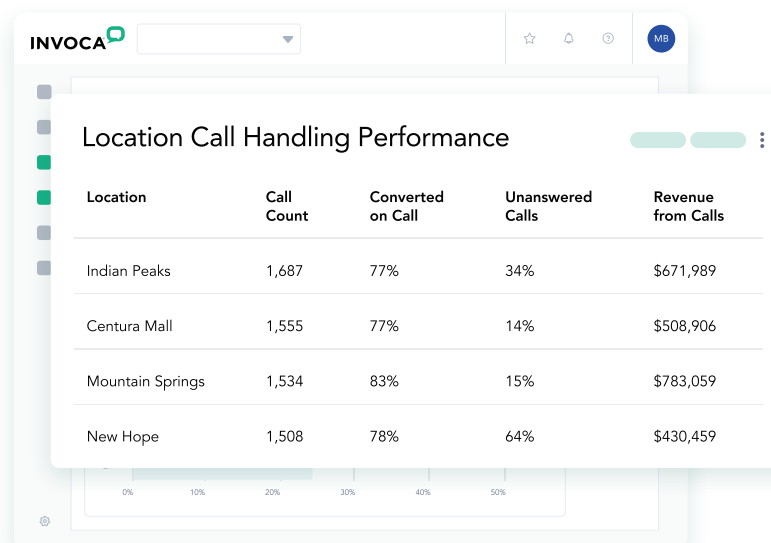 INVOCA
MB
Location Call Handling Performance
Location Call Count Converted on Call Unanswered Calls Revenue from Calls
Indian Peaks 1,687 77% 34% $671,989
Centura Mall 1,555 77% 14% $508,906
Mountain Springs 1,534 83% 15% $783,059
New Hope 1,508 78% 64% $430,459
0% 10% 20% 30% 40% 50%